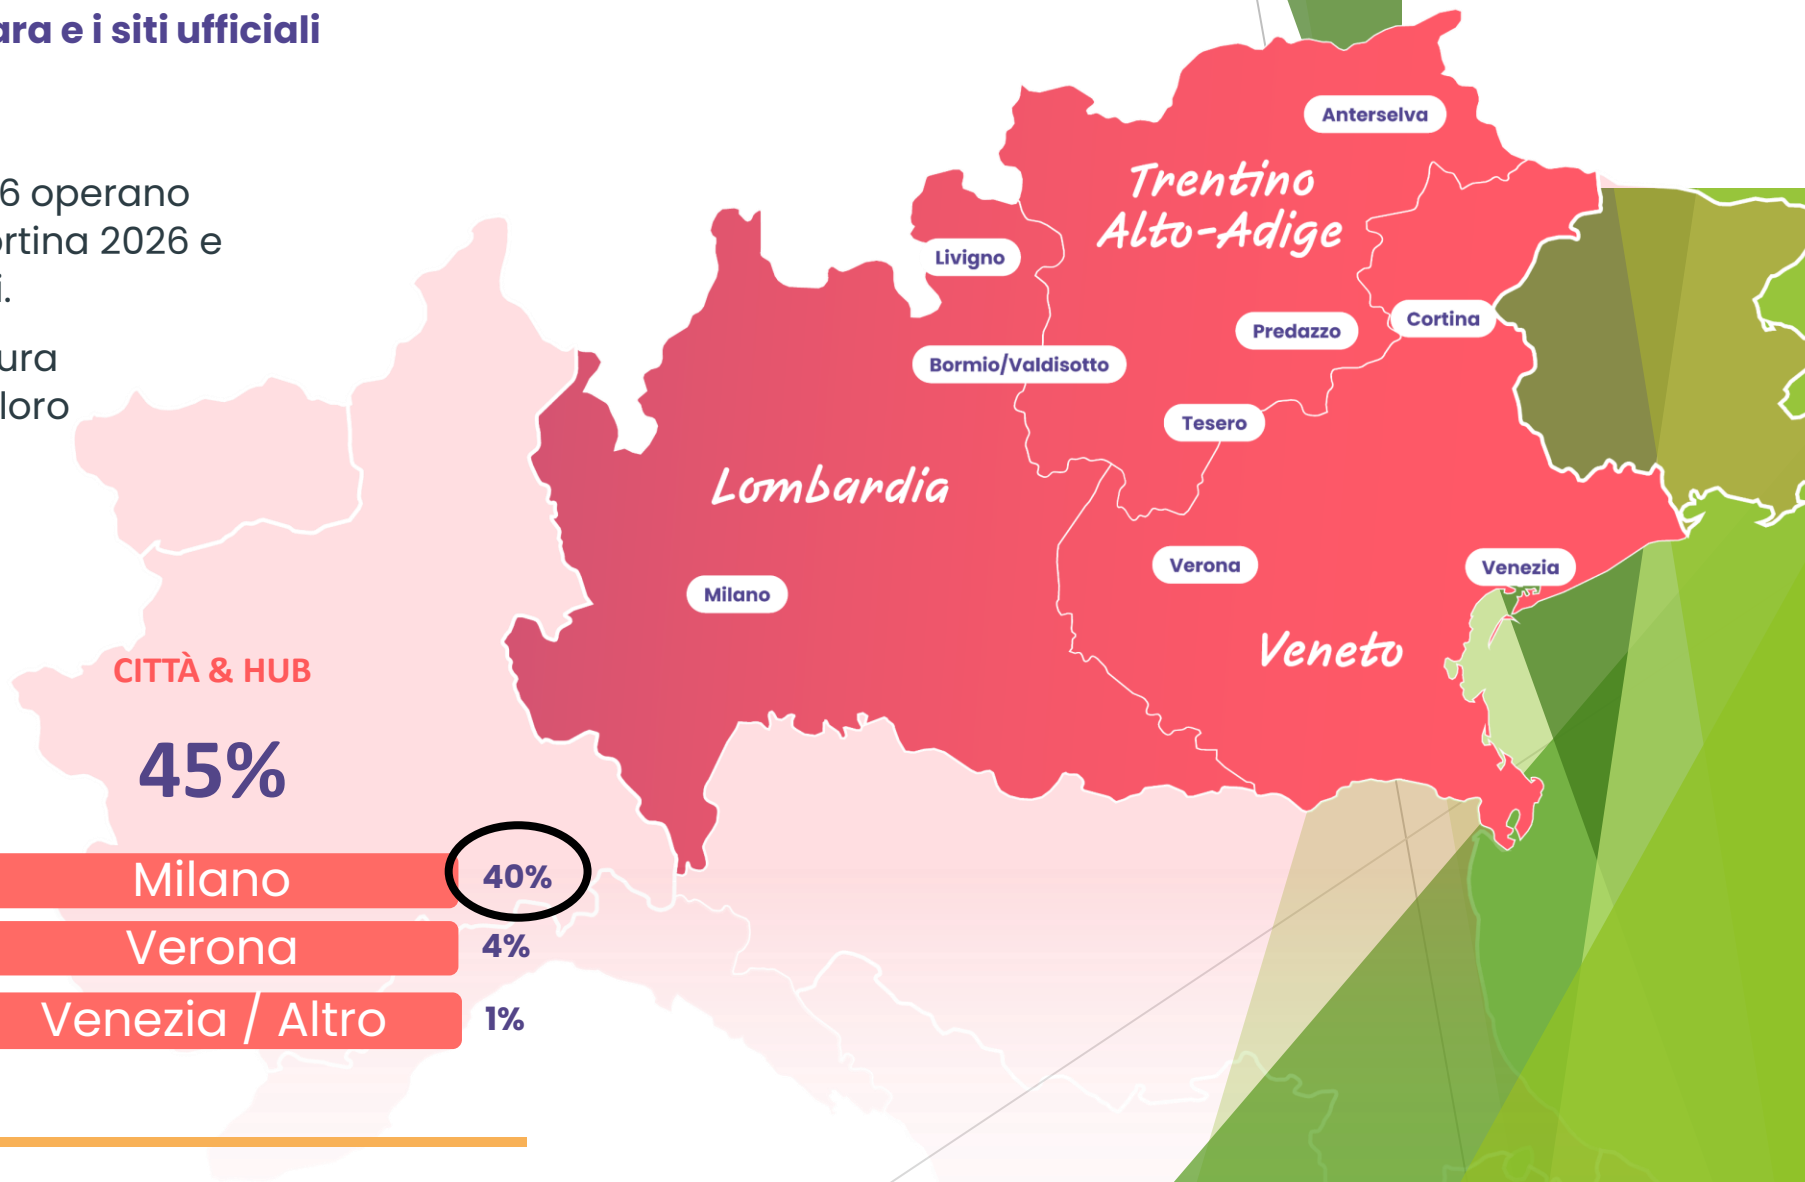 ara e i siti ufficiali
6 operano
ortina 2026 e
i.
ura
loro
Anterselva
Trentino
Alto-Adige
Livigno
Predazzo
Cortina
Bormio/Valdisotto
Tesero
Lombardia
Verona
Venezia
Milano
Veneto
CITTÀ & HUB
45%
Milano 40%
Verona 4%
Venezia / Altro 1%